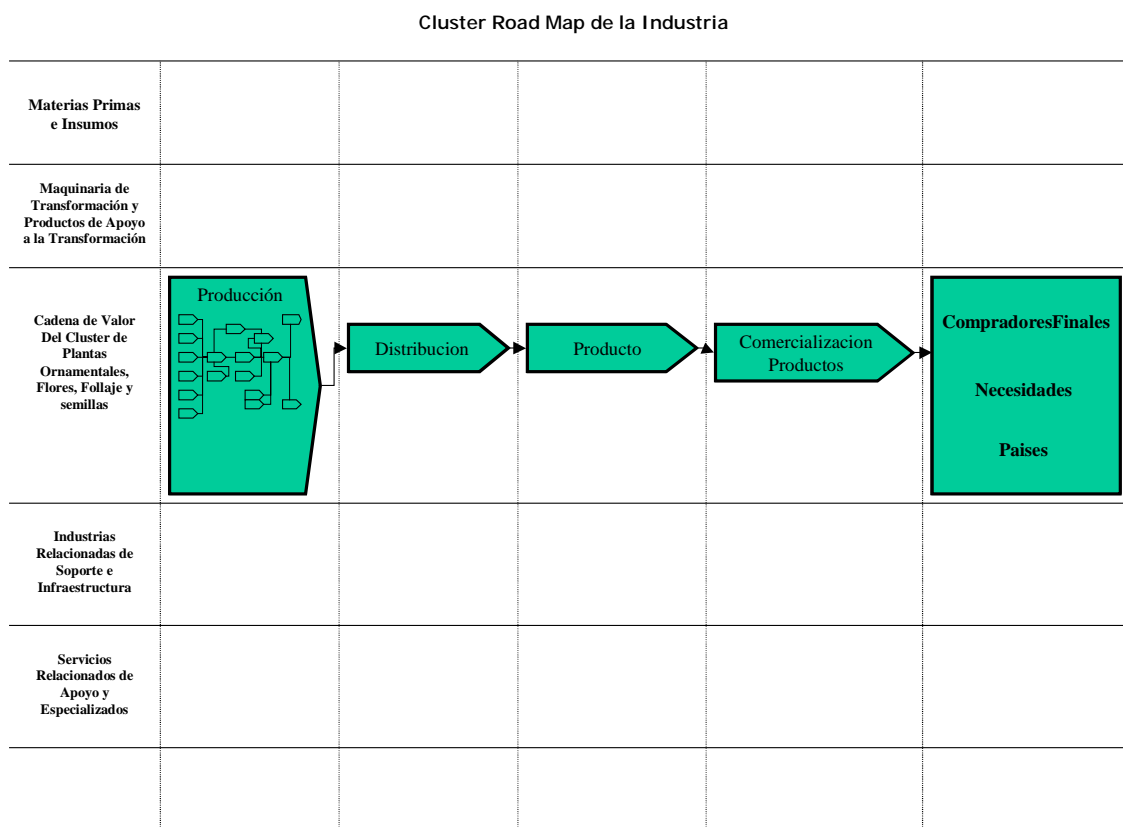 Cluster Road Map de la Industria
Materias Primas
e Insumos
Maquinaria de
Transformación y
Productos de Apoyo
a la Transformación
Cadena de Valor
Del Cluster de
Plantas
Ornamentales,
Flores, Follaje y
semillas
Producción
Distribucion
Producto
Comercializacion
Productos
CompradoresFinales
Necesidades
Paises
Industrias
Relacionadas de
Soporte e
Infraestructura
Servicios
Relacionados de
Apoyo y
Especializados